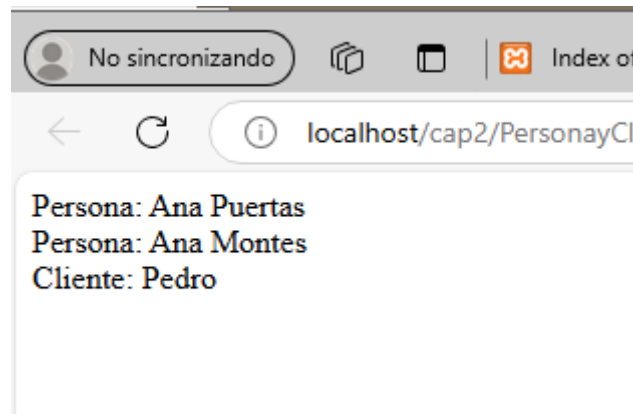 No sincronizando
Index of
localhost/cap2/PersonayCl
Persona: Ana Puertas
Persona: Ana Montes
Cliente: Pedro